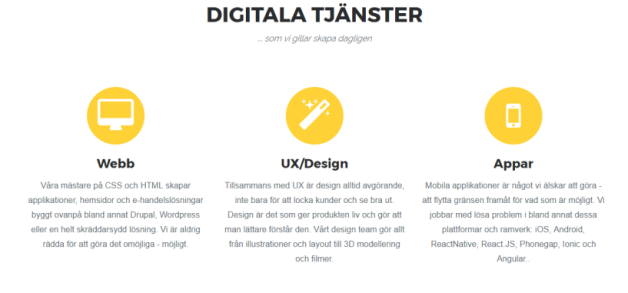 DIGITALA TJÄNSTER
... som vi gillar skapa dagligen
Webb
Våra mästare på CSS och HTML skapar
applikationer, hemsidor och e-handelslösningar
byggt ovanpå bland annat Drupal, Wordpress
eller en helt skräddarsydd lösning. Vi är aldrig
rädda för att göra det omöjliga - möjligt.
UX/Design
Tillsammans med UX är design alltid avgörande,
inte bara för att locka kunder och se bra ut.
Design är det som ger produkten liv och gör att
man lättare förstår den. Vårt design team gör allt
från illustrationer och layout till 3D modellering
och filmer.
Appar
Mobila applikationer är något vi älskar att göra -
att flytta gränsen framåt för vad som är möjligt. Vi
jobbar med lösa problem i bland annat dessa
plattformar och ramverk: iOS, Android,
ReactNative, React.JS, Phonegap, Ionic och
Angular..